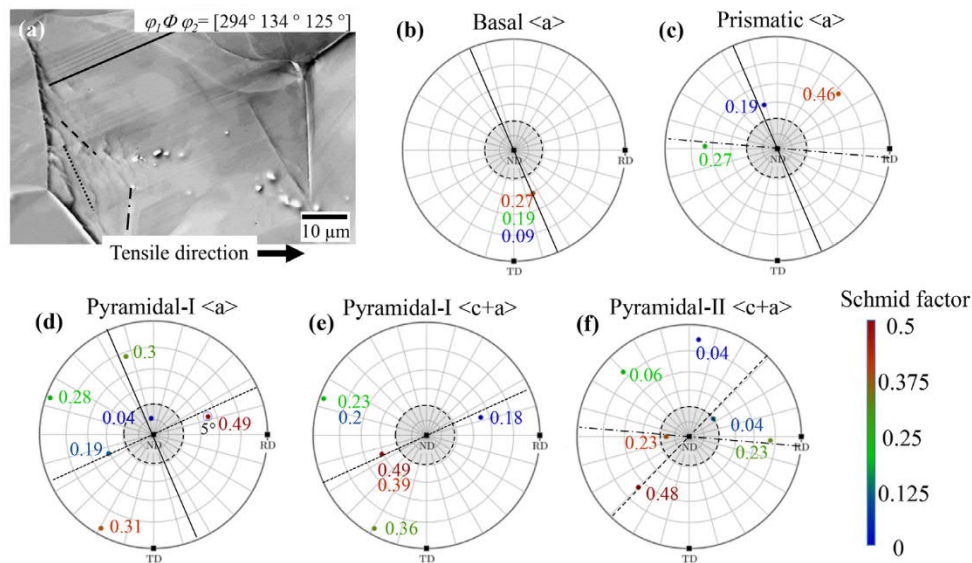 (a) φ₁Φ φ₂= [294° 134 ° 125 °]
10 µm
Tensile direction
(b) Basal <a>
ND
RD
0.27
0.19
0.09
TD
(c) Prismatic <a>
0.19
0.46
0.27
ND
RD
TD
(d) Pyramidal-I <a>
0.3
0.28
0.04
0.49
5°
0.19
ND
RD
0.31
TD
(e) Pyramidal-I <c+a>
0.23
0.2
0.18
ND
RD
0.49
0.39
0.36
TD
(f) Pyramidal-II <c+a>
0.04
0.06
0.04
0.23
ND
0.23
RD
0.48
TD
Schmid factor
0.5
0.375
0.25
0.125
0